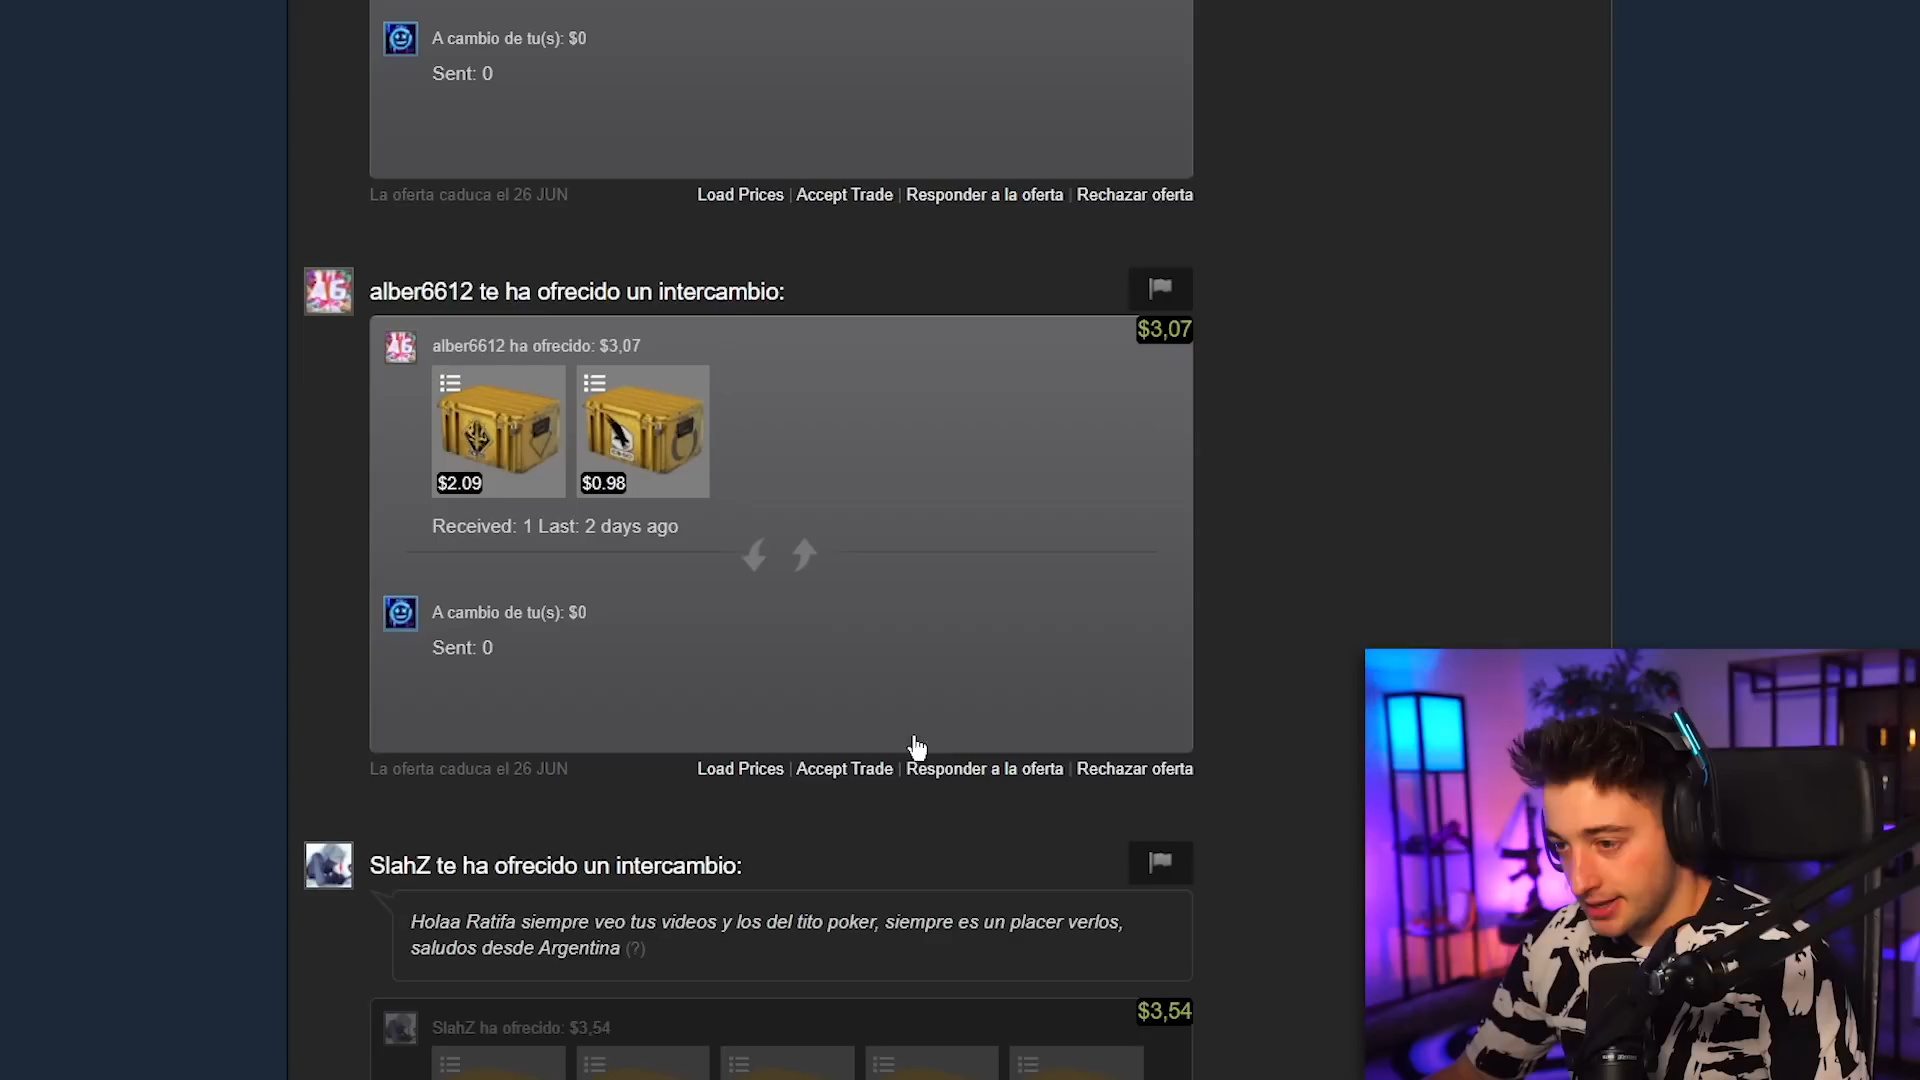 A cambio de tu(s): $0
Sent: 0
La oferta caduca el 26 JUN
Load Prices | Accept Trade | Responder a la oferta | Rechazar oferta
A6
alber6612 te ha ofrecido un intercambio:
$3,07
A6
alber6612 ha ofrecido: $3,07
$2.09
$0.98
Received: 1 Last: 2 days ago
A cambio de tu(s): $0
Sent: 0
La oferta caduca el 26 JUN
Load Prices | Accept Trade | Responder a la oferta | Rechazar oferta
SlahZ te ha ofrecido un intercambio:
Holaa Ratifa siempre veo tus videos y los del tito poker, siempre es un placer verlos,
saludos desde Argentina (?)
$3,54
SlahZ ha ofrecido: $3,54